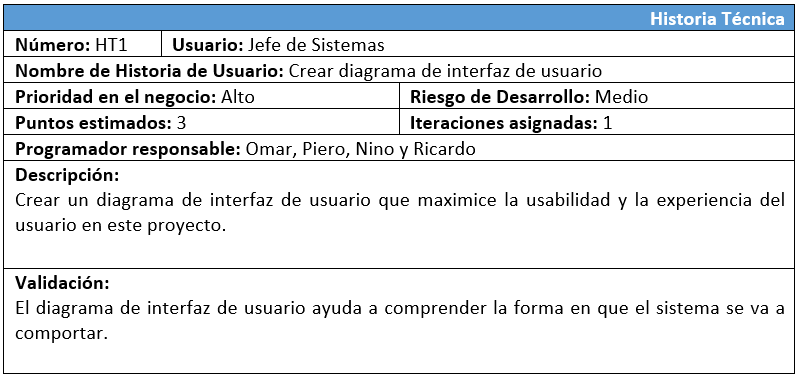 Historia Técnica
Número: HT1 Usuario: Jefe de Sistemas
Nombre de Historia de Usuario: Crear diagrama de interfaz de usuario
Prioridad en el negocio: Alto Riesgo de Desarrollo: Medio
Puntos estimados: 3 Iteraciones asignadas: 1
Programador responsable: Omar, Piero, Nino y Ricardo
Descripción:
Crear un diagrama de interfaz de usuario que maximice la usabilidad y la experiencia del
usuario en este proyecto.
Validación:
El diagrama de interfaz de usuario ayuda a comprender la forma en que el sistema se va a
comportar.